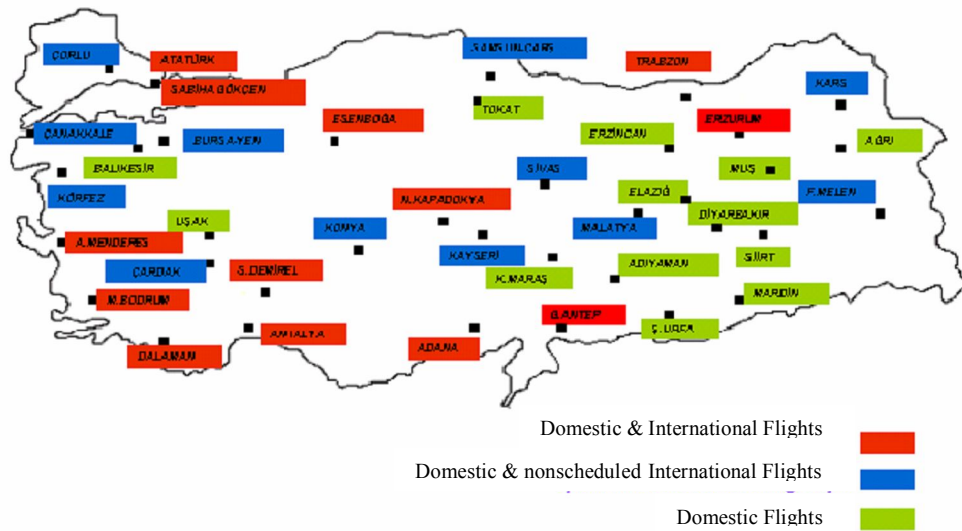 ÇORLU
ATATÜRK
SABİHA GÖKÇEN
TRABZON
KARS
TOKAT
ESENBOĞA
ERZURUM
ÇANAKKALE
BURSA-YEN
ERZİNCAN
AĞRI
BALIKESİR
SİVAS
MUŞ
KÖRFEZ
N.KAPADOKYA
ELAZIĞ
F.MELEN
UŞAK
KONYA
MALATYA
DİYARBAKIR
A.MENDERES
KAYSERİ
SİİRT
ÇARDAK
S.DEMİREL
K.MARAŞ
ADIYAMAN
M.BODRUM
MARDİN
G.ANTEP
ANTALYA
Ş.URFA
DALAMAN
ADANA
Domestic & International Flights
Domestic & nonscheduled International Flights
Domestic Flights